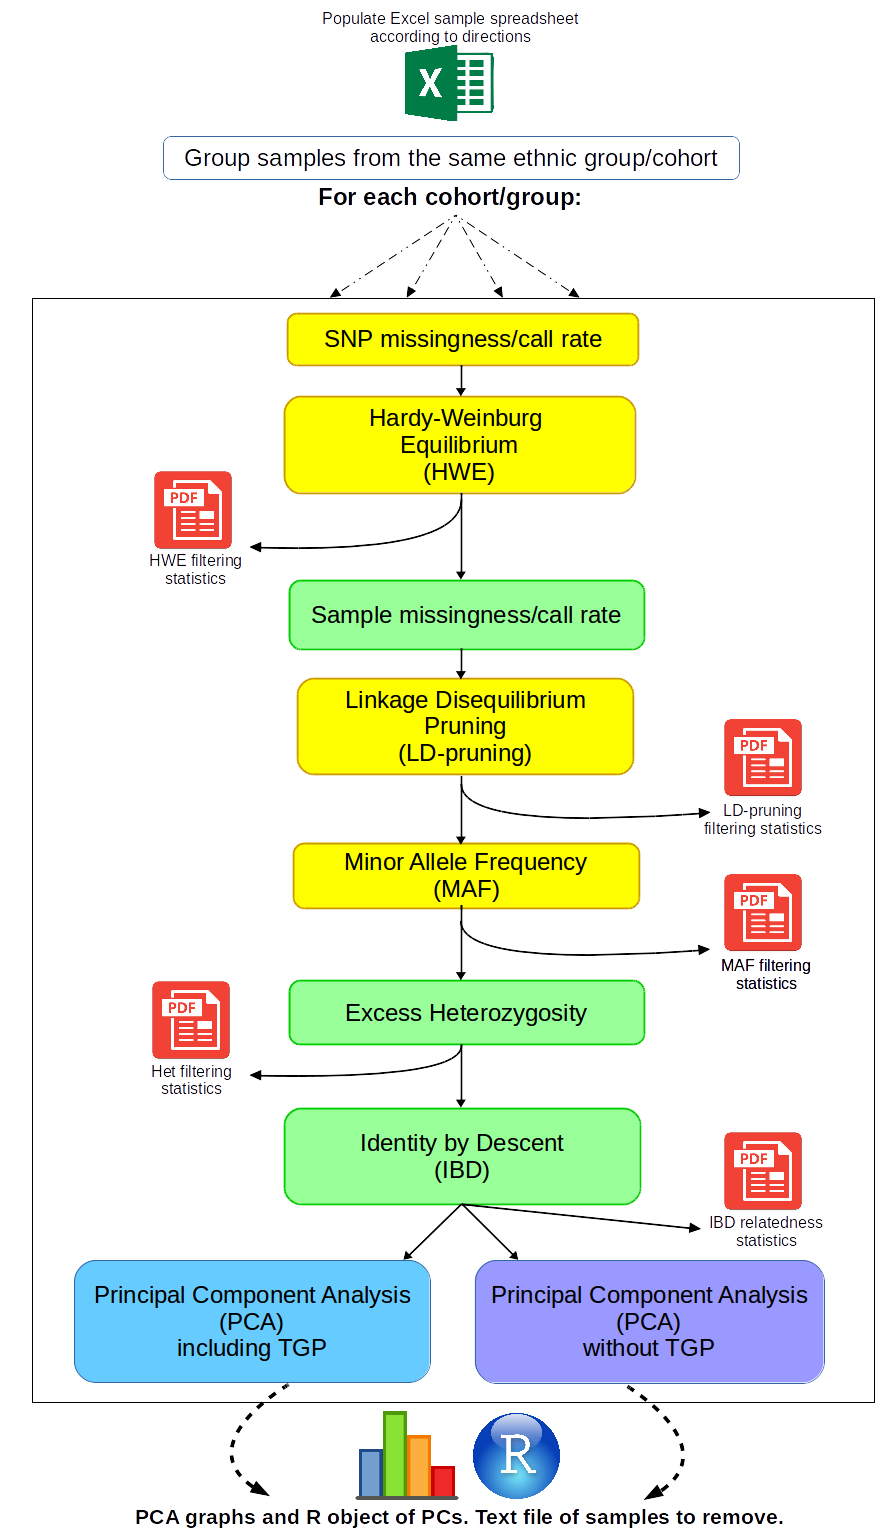 Populate Excel sample spreadsheet
according to directions
X
Group samples from the same ethnic group/cohort
For each cohort/group:
SNP missingness/call rate
Hardy-Weinburg
Equilibrium
(HWE)
PDF
HWE filtering
statistics
Sample missingness/call rate
Linkage Disequilibrium
Pruning
(LD-pruning)
PDF
LD-pruning
filtering statistics
Minor Allele Frequency
(MAF)
PDF
MAF filtering
statistics
Excess Heterozygosity
PDF
Het filtering
statistics
Identity by Descent
(IBD)
PDF
IBD relatedness
statistics
Principal Component Analysis
(PCA)
including TGP
Principal Component Analysis
(PCA)
without TGP
R
PCA graphs and R object of PCs. Text file of samples to remove.